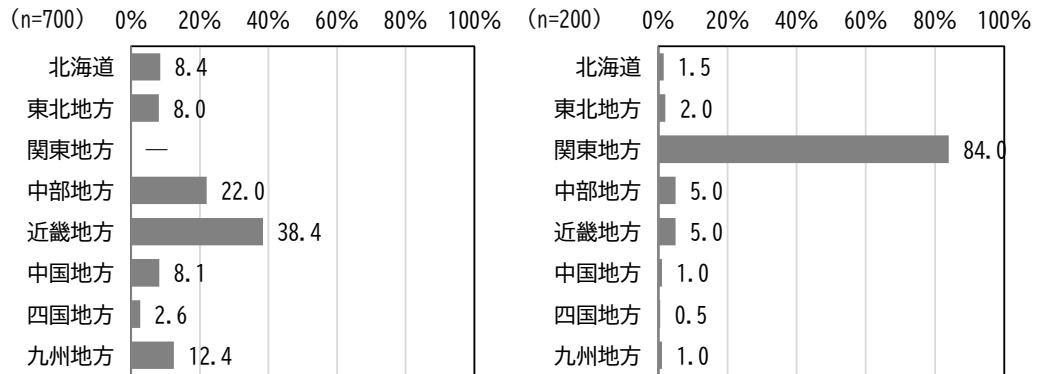 (n=700) 0% 20% 40% 60% 80% 100%
北海道 8.4
東北地方 8.0
関東地方 —
中部地方 22.0
近畿地方 38.4
中国地方 8.1
四国地方 2.6
九州地方 12.4
(n=200) 0% 20% 40% 60% 80% 100%
北海道 1.5
東北地方 2.0
関東地方 84.0
中部地方 5.0
近畿地方 5.0
中国地方 1.0
四国地方 0.5
九州地方 1.0